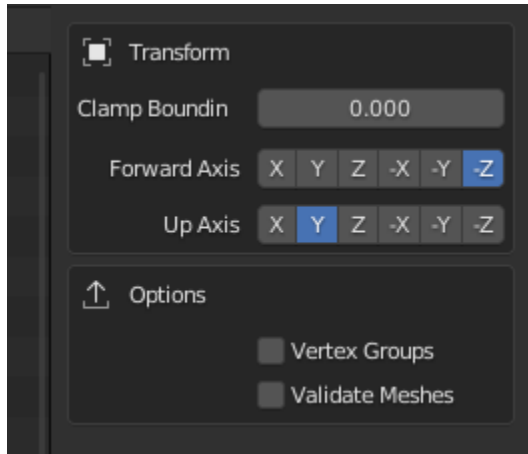 Transform
Clamp Boundin 0.000
Forward Axis X Y Z -X -Y -Z
Up Axis X Y Z -X -Y -Z
Options
Vertex Groups
Validate Meshes